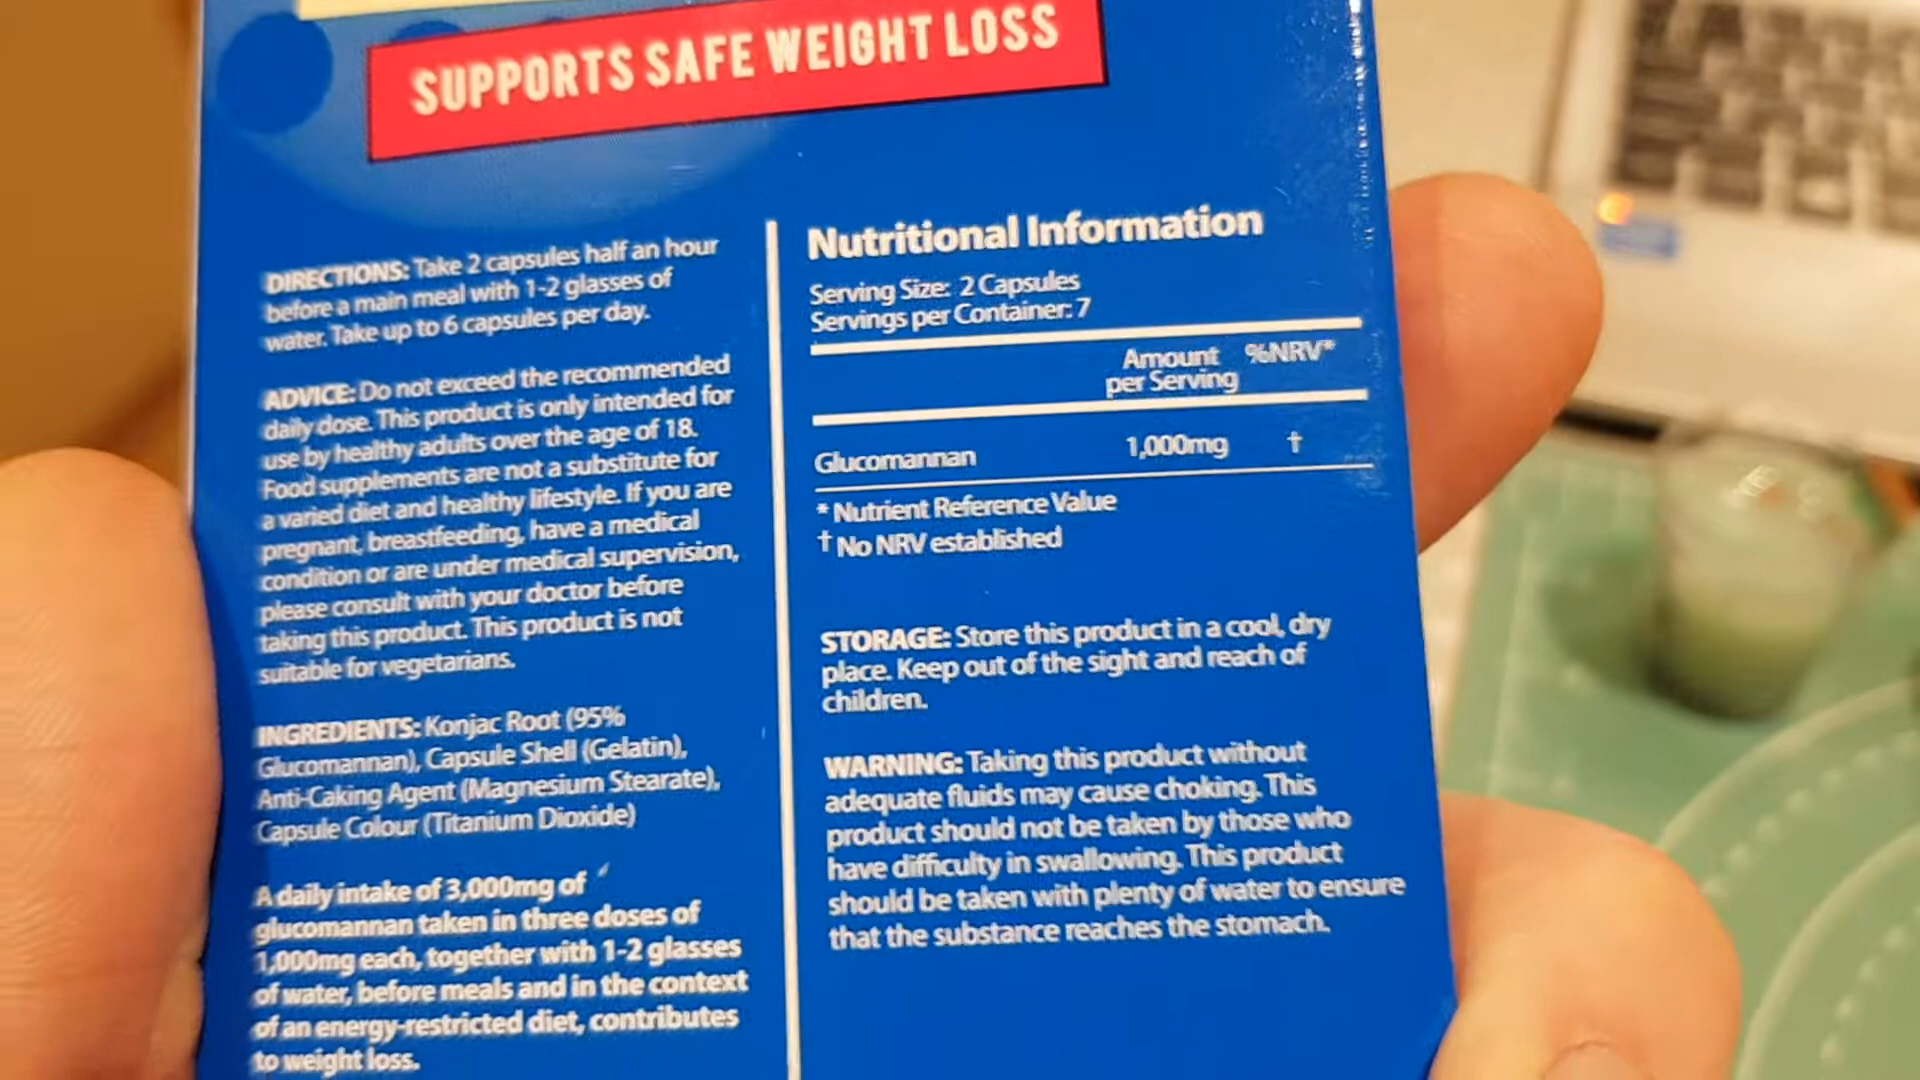 SUPPORTS SAFE WEIGHT LOSS
DIRECTIONS: Take 2 capsules half an hour
before a main meal with 1-2 glasses of
water. Take up to 6 capsules per day.
ADVICE: Do not exceed the recommended
daily dose. This product is only intended for
use by healthy adults over the age of 18.
Food supplements are not a substitute for
a varied diet and healthy lifestyle. If you are
pregnant, breastfeeding, have a medical
condition or are under medical supervision,
please consult with your doctor before
taking this product. This product is not
suitable for vegetarians.
INGREDIENTS: Konjac Root (95%
Glucomannan), Capsule Shell (Gelatin),
Anti-Caking Agent (Magnesium Stearate),
Capsule Colour (Titanium Dioxide)
A daily intake of 3,000mg of
glucomannan taken in three doses of
1,000mg each, together with 1-2 glasses
of water, before meals and in the context
of an energy-restricted diet, contributes
to weight loss.
Nutritional Information
Serving Size: 2 Capsules
Servings per Container: 7
Amount %NRV*
per Serving
Glucomannan 1,000mg †
* Nutrient Reference Value
† No NRV established
STORAGE: Store this product in a cool, dry
place. Keep out of the sight and reach of
children.
WARNING: Taking this product without
adequate fluids may cause choking. This
product should not be taken by those who
have difficulty in swallowing. This product
should be taken with plenty of water to ensure
that the substance reaches the stomach.